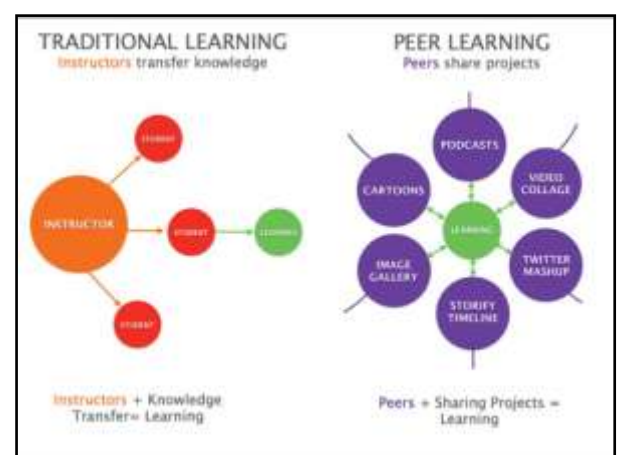 TRADITIONAL LEARNING
Instructors transfer knowledge
STUDENT
INSTRUCTOR
STUDENT
LEARNING
STUDENT
Instructors + Knowledge
Transfer= Learning
PEER LEARNING
Peers share projects
PODCASTS
CARTOONS
VIDEO
COLLAGE
LEARNING
IMAGE
GALLERY
TWITTER
MASHUP
STORIFY
TIMELINE
Peers + Sharing Projects =
Learning